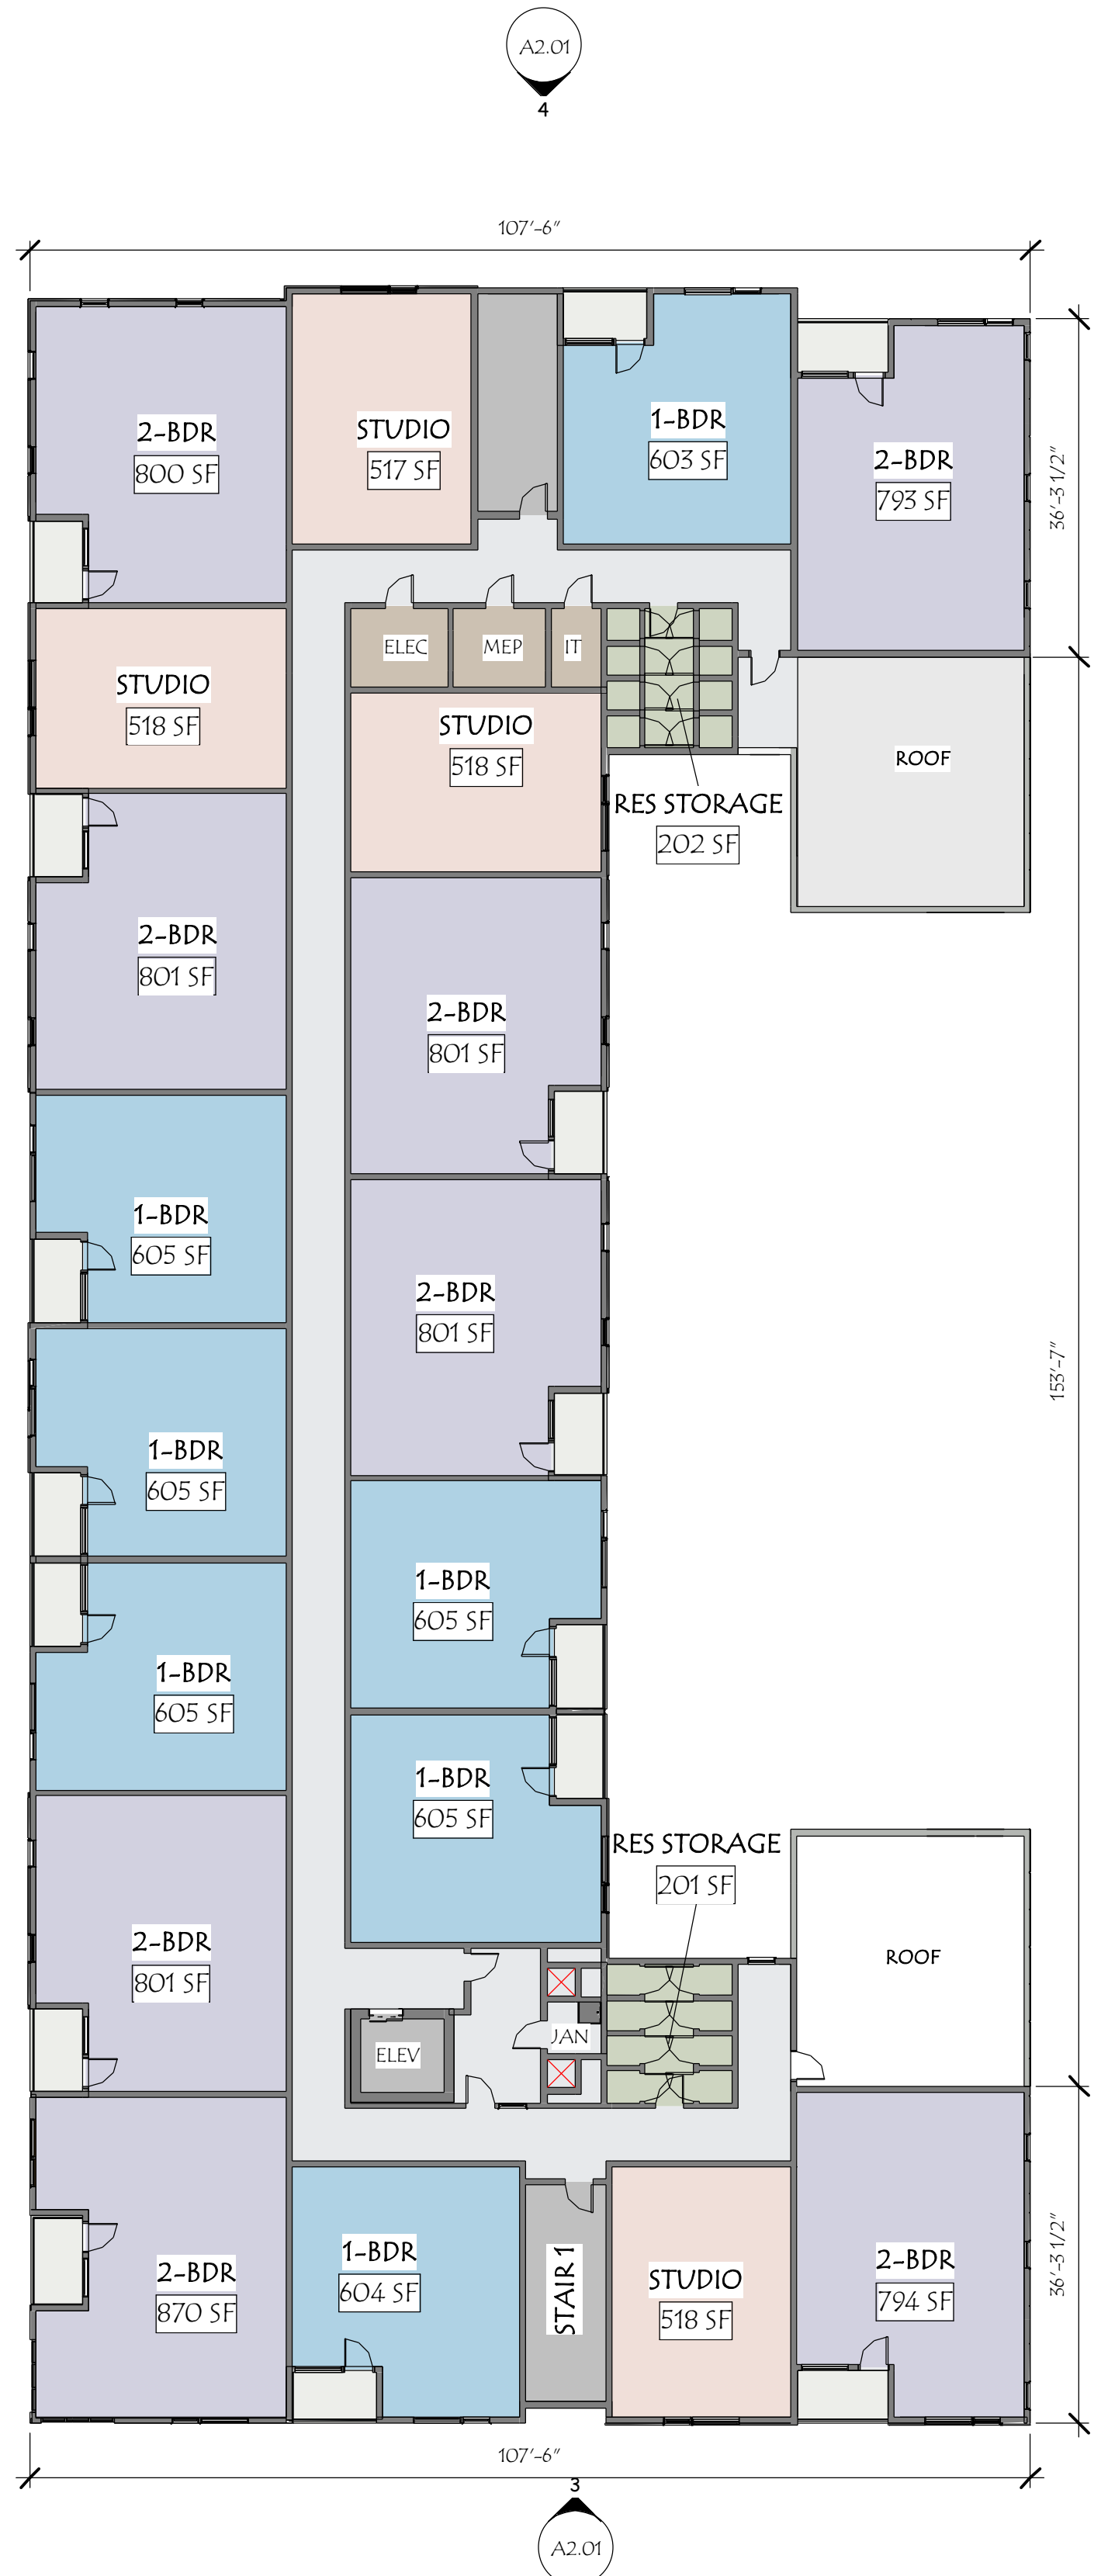 A2.01
4
107'-6"
2-BDR
800 SF
STUDIO
517 SF
1-BDR
603 SF
2-BDR
793 SF
36'-3 1/2"
ELEC
MEP
IT
STUDIO
518 SF
STUDIO
518 SF
ROOF
RES STORAGE
202 SF
2-BDR
801 SF
2-BDR
801 SF
1-BDR
605 SF
2-BDR
801 SF
153'-7"
1-BDR
605 SF
1-BDR
605 SF
1-BDR
605 SF
1-BDR
605 SF
RES STORAGE
201 SF
2-BDR
801 SF
ROOF
JAN
ELEV
2-BDR
870 SF
1-BDR
604 SF
STAIR 1
STUDIO
518 SF
2-BDR
794 SF
36'-3 1/2"
107'-6"
3
A2.01